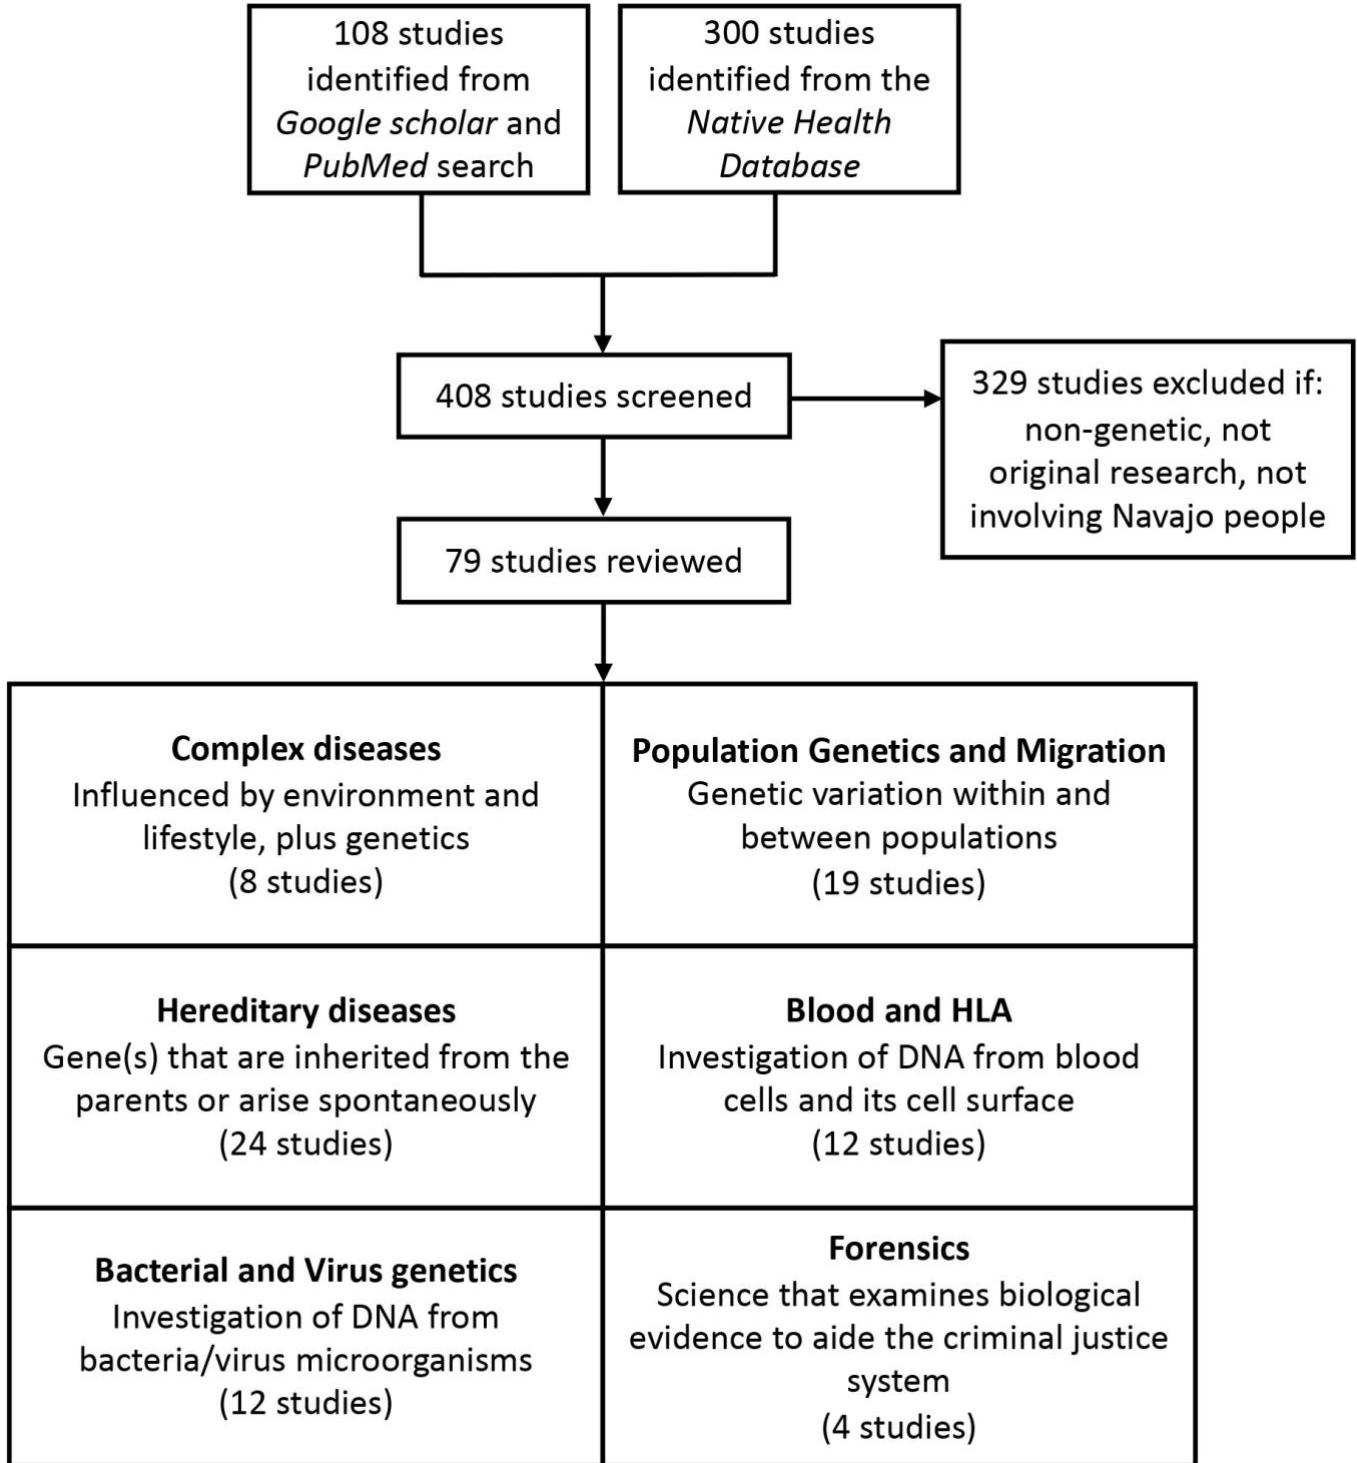 108 studies
identified from
Google scholar and
PubMed search
300 studies
identified from the
Native Health
Database
408 studies screened
329 studies excluded if:
non-genetic, not
original research, not
involving Navajo people
79 studies reviewed
Complex diseases
Influenced by environment and
lifestyle, plus genetics
(8 studies)
Population Genetics and Migration
Genetic variation within and
between populations
(19 studies)
Hereditary diseases
Gene(s) that are inherited from the
parents or arise spontaneously
(24 studies)
Blood and HLA
Investigation of DNA from blood
cells and its cell surface
(12 studies)
Bacterial and Virus genetics
Investigation of DNA from
bacteria/virus microorganisms
(12 studies)
Forensics
Science that examines biological
evidence to aide the criminal justice
system
(4 studies)